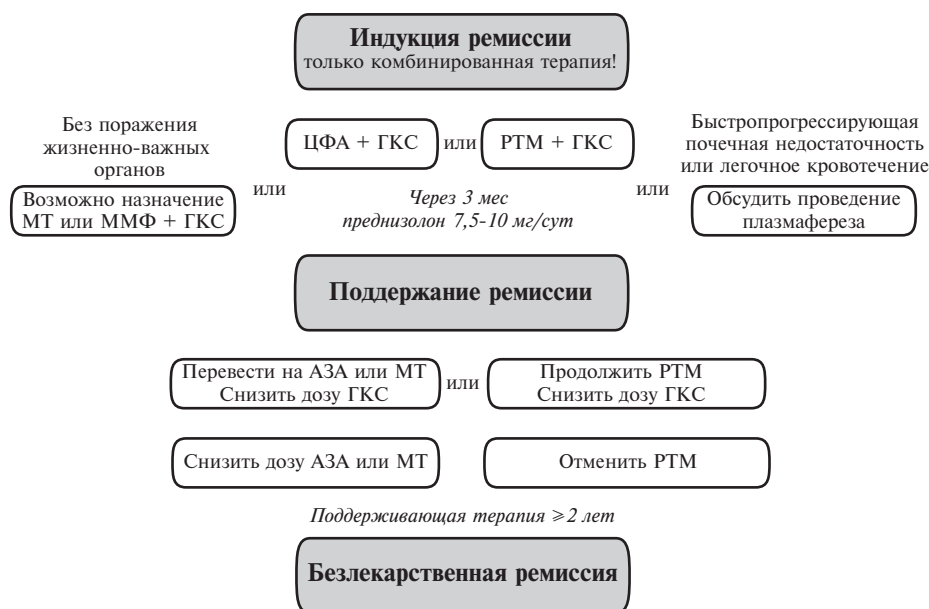 Индукция ремиссии
только комбинированная терапия!
Без поражения
жизненно-важных
органов
Возможно назначение
МТ или ММФ + ГКС
или
ЦФА + ГКС
или
РТМ + ГКС
Через 3 мес
преднизолон 7,5-10 мг/сут
или
Быстропрогрессирующая
почечная недостаточность
или легочное кровотечение
Обсудить проведение
плазмафереза
Поддержание ремиссии
Перевести на АЗА или МТ
Снизить дозу ГКС
или
Продолжить РТМ
Снизить дозу ГКС
Снизить дозу АЗА или МТ
Отменить РТМ
Поддерживающая терапия ⩾2 лет
Безлекарственная ремиссия